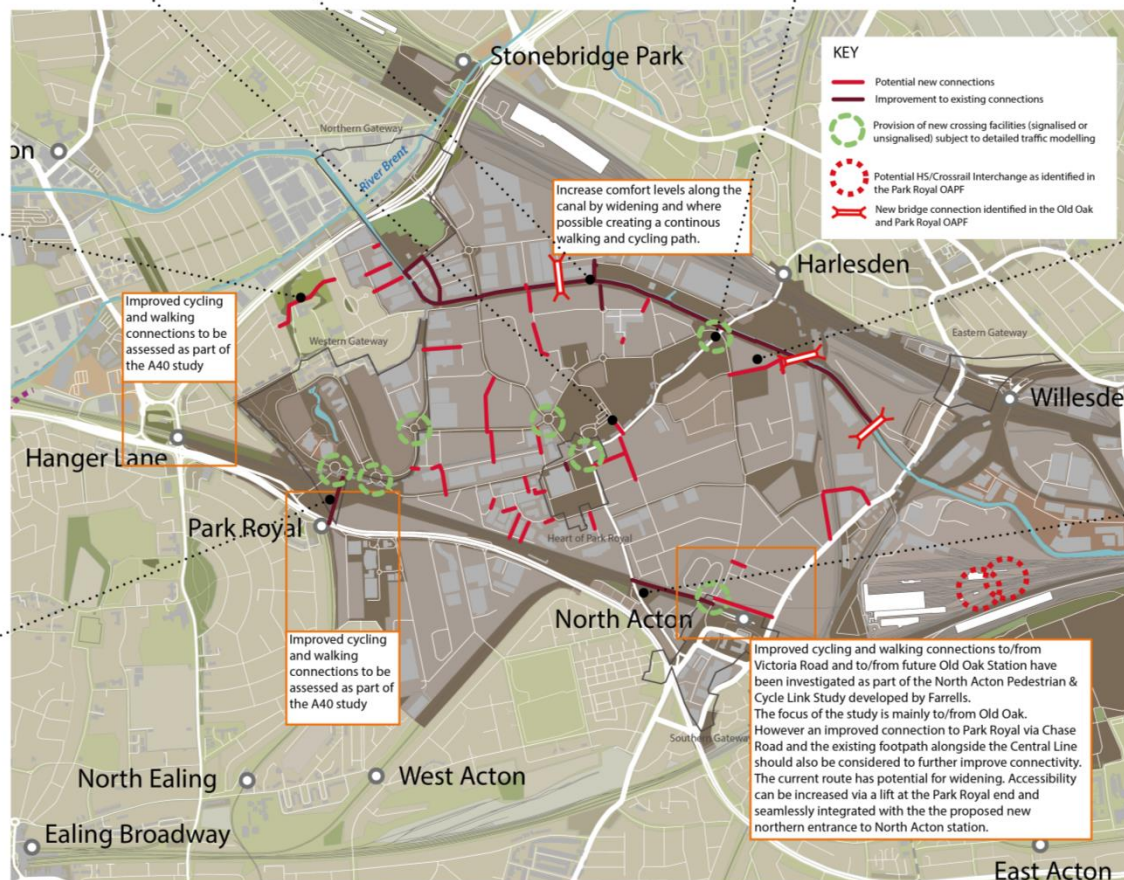 Stonebridge Park
KEY
Potential new connections
Improvement to existing connections
Provision of new crossing facilities (signalised or
unsignalised) subject to detailed traffic modelling
Potential HS/Crossrail Interchange as identified in
the Park Royal OAPF
New bridge connection identified in the Old Oak
and Park Royal OAPF
Northern Gateway
on
River Brent
Increase comfort levels along the
canal by widening and where
possible creating a continous
walking and cycling path.
Harlesden
Improved cycling
and walking
connections to be
assessed as part of
the A40 study
Western Gateway
Eastern Gateway
Willesde
Hanger Lane
Park Royal
Heart of Park Royal
North Acton
Improved cycling
and walking
connections to be
assessed as part of
the A40 study
Improved cycling and walking connections to/from
Victoria Road and to/from future Old Oak Station have
been investigated as part of the North Acton Pedestrian &
Cycle Link Study developed by Farrells.
The focus of the study is mainly to/from Old Oak.
However an improved connection to Park Royal via Chase
Road and the existing footpath alongside the Central Line
should also be considered to further improve connectivity.
The current route has potential for widening. Accessibility
can be increased via a lift at the Park Royal end and
seamlessly integrated with the the proposed new
northern entrance to North Acton station.
Southern Gateway
North Ealing
West Acton
Ealing Broadway
East Acton